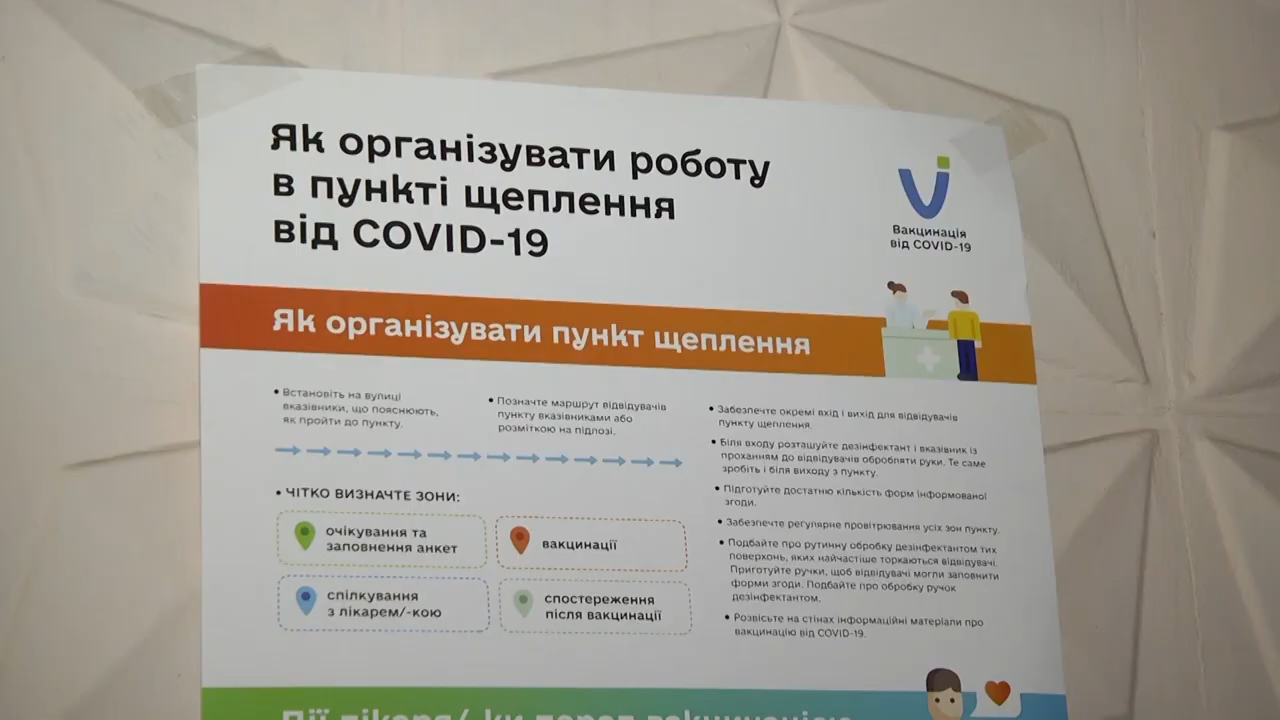 Як організувати роботу
в пункті щеплення
від COVID-19
Вакцинація
від COVID-19
Як організувати пункт щеплення
• Встановіть на вулиці
вказівники, що пояснюють,
як пройти до пункту.
• Позначте маршрут відвідувачів
пункту вказівниками або
розміткою на підлозі.
• ЧІТКО ВИЗНАЧТЕ ЗОНИ:
очікування та
заповнення анкет
вакцинації
спілкування
з лікарем/-кою
спостереження
після вакцинації
• Забезпечте окремі вхід і вихід для відвідувачів
пункту щеплення.
• Біля входу розташуйте дезінфектант і вказівник із
проханням до відвідувачів обробляти руки. Те саме
зробіть і біля виходу з пункту.
• Підготуйте достатню кількість форм інформованої
згоди.
• Забезпечте регулярне провітрювання усіх зон пункту.
• Подбайте про рутинну обробку дезінфектантом тих
поверхонь, яких найчастіше торкаються відвідувачі.
Приготуйте ручки, щоб відвідувачі могли заповнити
форми згоди. Подбайте про обробку ручок
дезінфектантом.
• Розвісьте на стінах інформаційні матеріали про
вакцинацію від COVID-19.
Дії лікаря/-ки перед вакцинацією